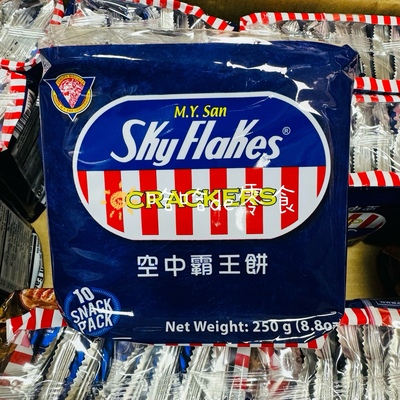 M.Y. San
SkyFlakes®
CRACKERS
空中霸王餅
10
SNACK
PACK
Net Weight: 250 g (8.8oz